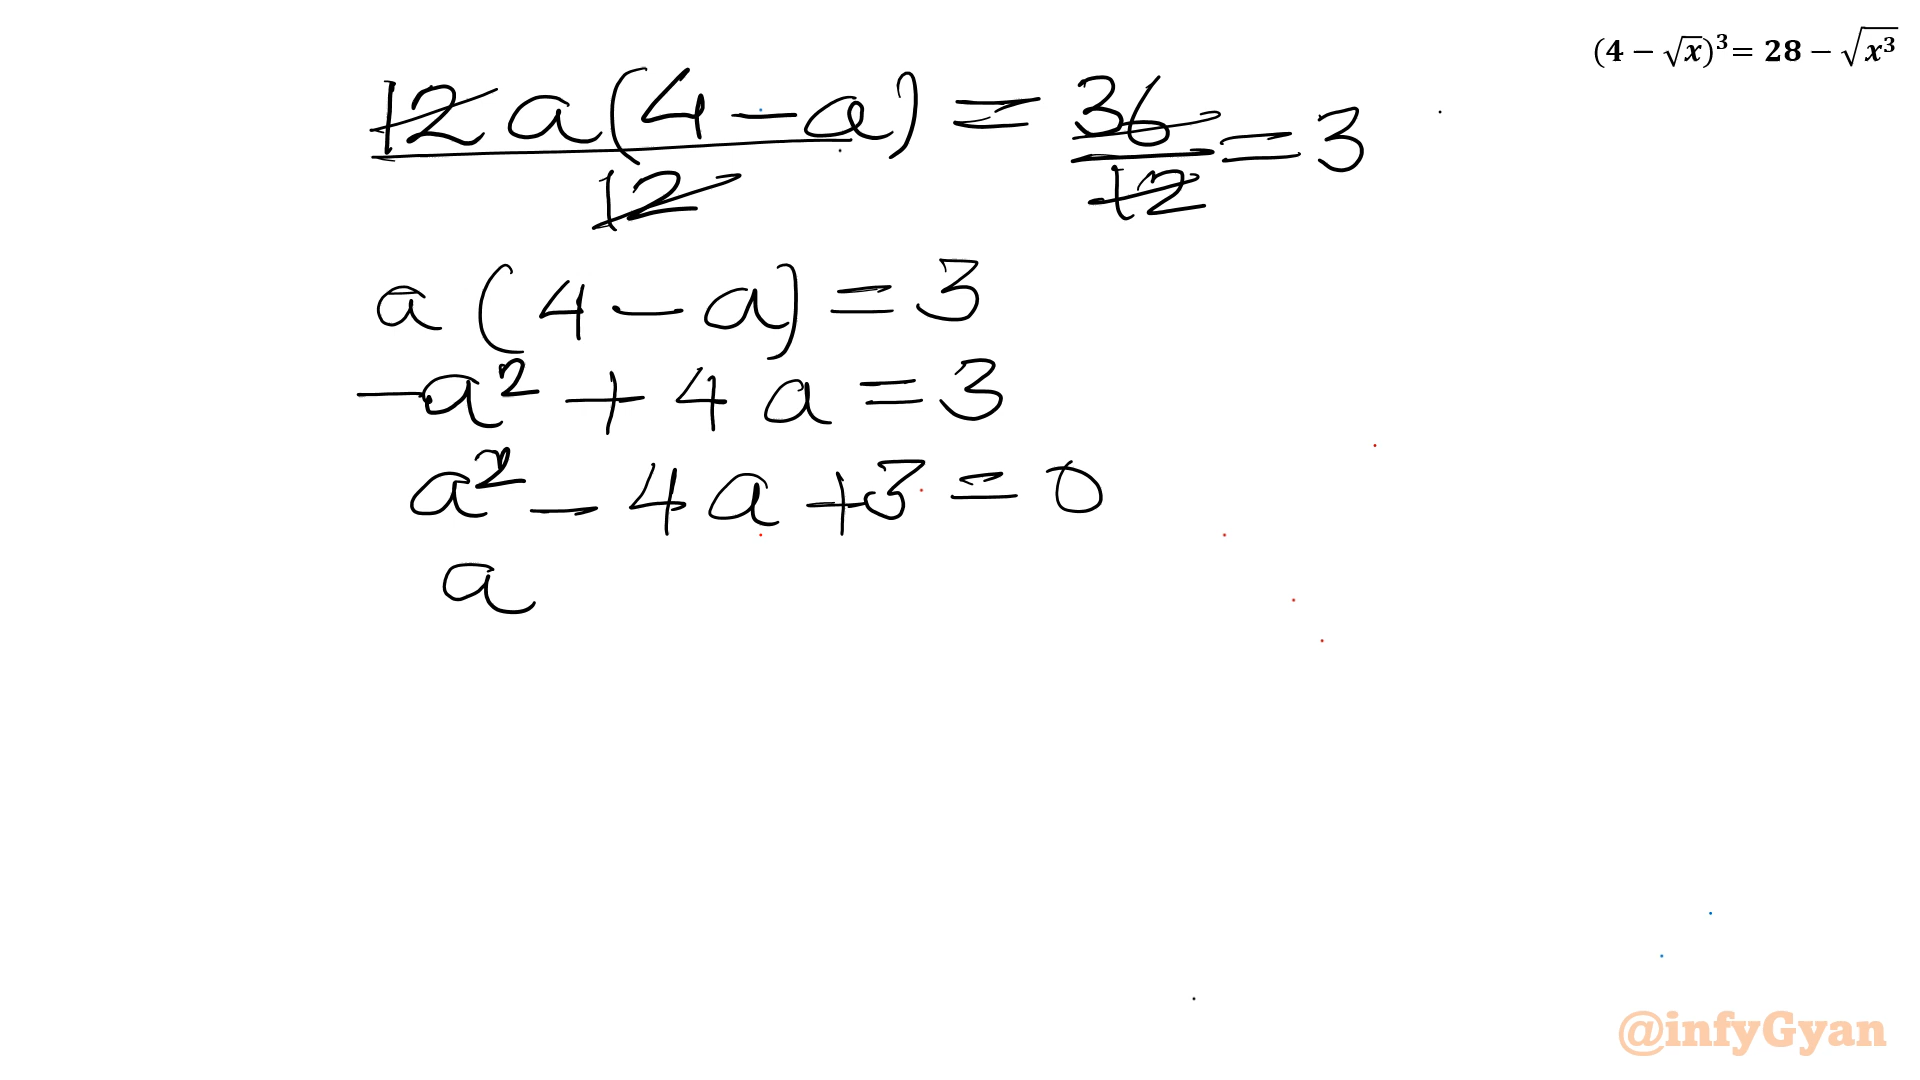 (4 − √x)³= 28 − √x³
12a(4−a)/12 = 36/12 = 3
a(4−a)=3
−a²+4a=3
a²−4a+3=0
a
@infyGyan